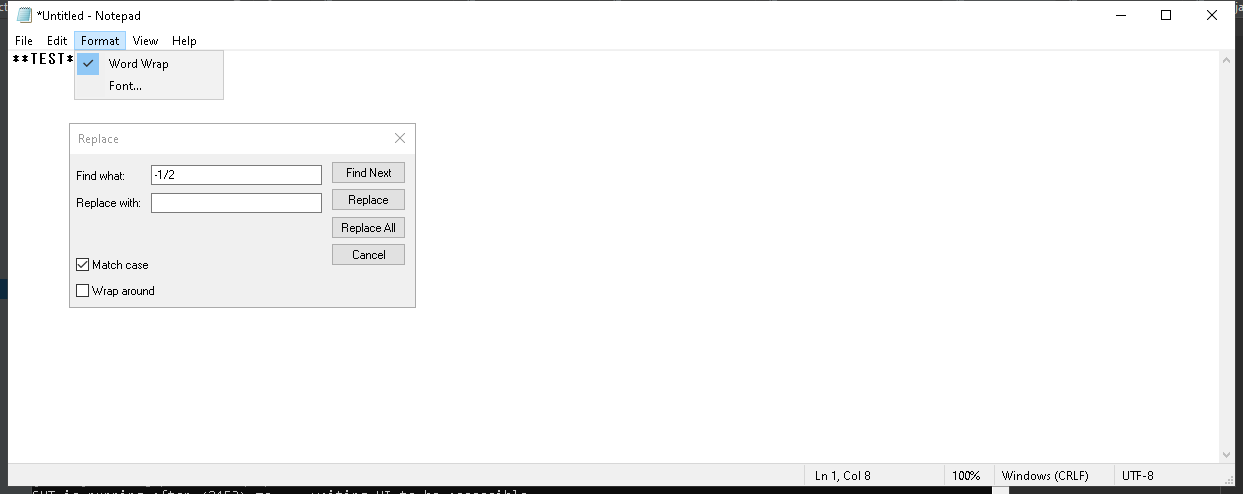 *Untitled - Notepad
File Edit Format View Help
**TEST*
Word Wrap
Font...
Replace
Find what: -1/2 Find Next
Replace with: Replace
Replace All
Cancel
Match case
Wrap around
Ln 1, Col 8 100% Windows (CRLF) UTF-8